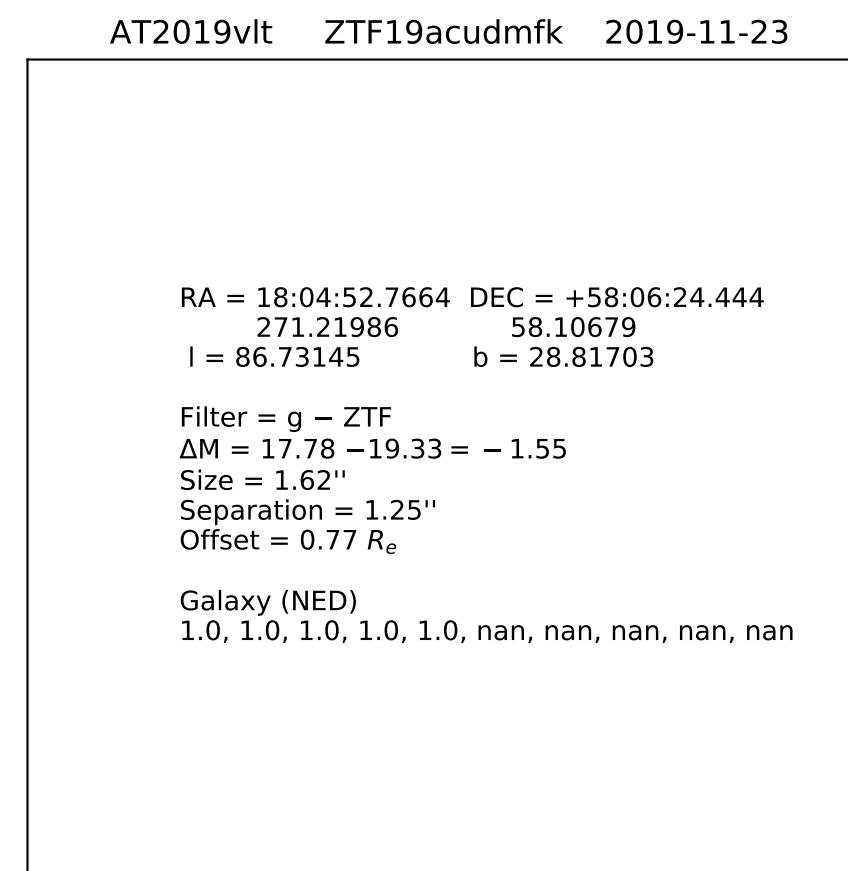 AT2019vlt ZTF19acudmfk 2019-11-23
RA = 18:04:52.7664 DEC = +58:06:24.444
271.21986 58.10679
l = 86.73145 b = 28.81703
Filter = g − ZTF
ΔM = 17.78 −19.33 = − 1.55
Size = 1.62''
Separation = 1.25''
Offset = 0.77 Rₑ
Galaxy (NED)
1.0, 1.0, 1.0, 1.0, 1.0, nan, nan, nan, nan, nan